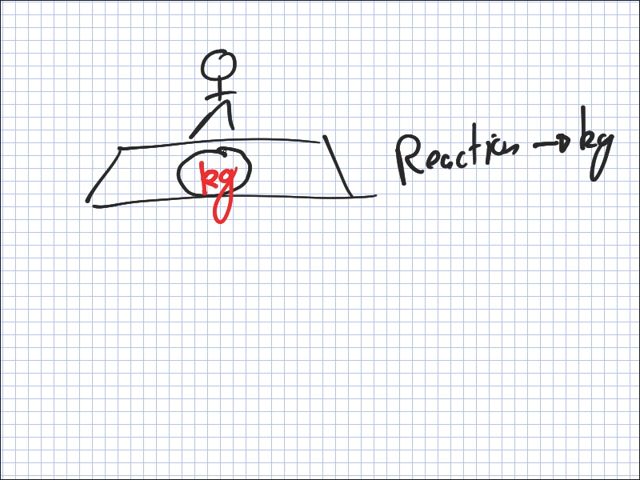 Reaction → kg
kg